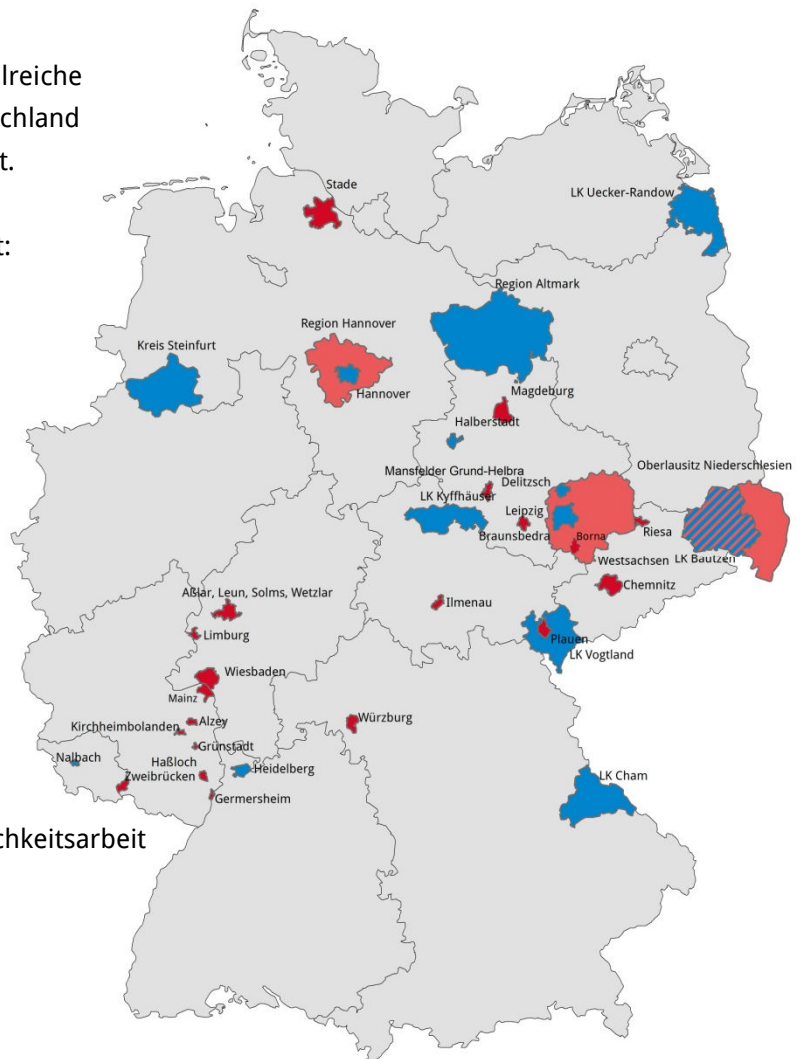 lreiche
chland
t.
Stade
LK Uecker-Randow
t:
Region Altmark
Region Hannover
Kreis Steinfurt
Hannover
Magdeburg
Halberstadt
Mansfelder Grund-Helbra
Delitzsch
Oberlausitz Niederschlesien
LK Kyffhäuser
Leipzig
Braunsbedra
Borna
Riesa
Westsachsen
LK Bautzen
Chemnitz
Aßlar, Leun, Solms, Wetzlar
Ilmenau
Limburg
Plauen
LK Vogtland
Wiesbaden
Mainz
Alzey
Würzburg
Kirchheimbolanden
Grünstadt
Nalbach
Haßloch
Heidelberg
Zweibrücken
LK Cham
Germersheim
chkeitsarbeit